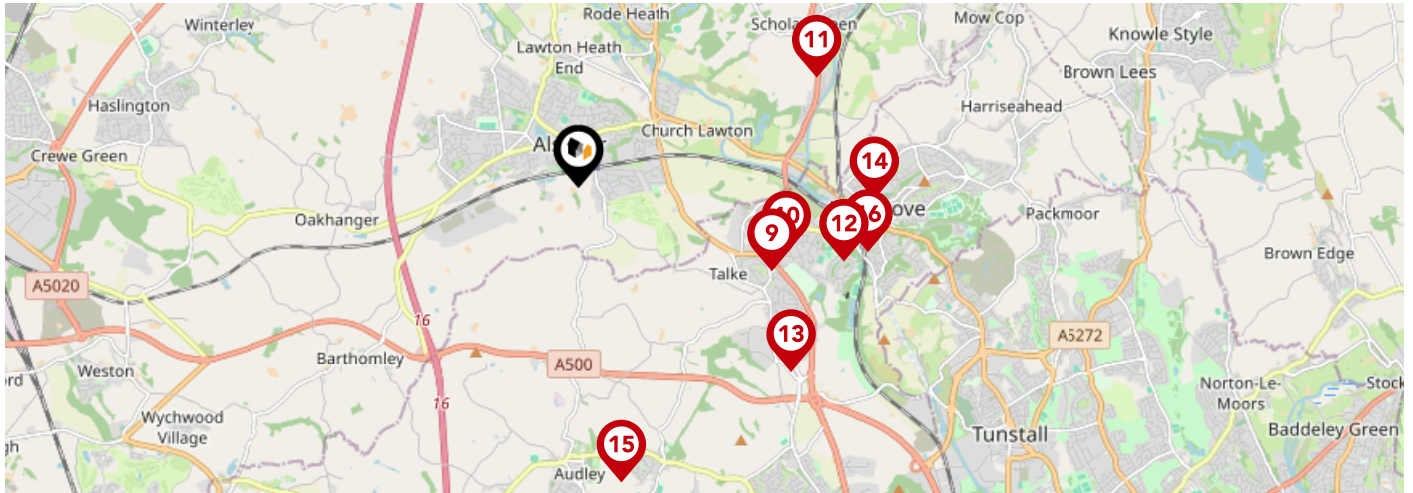 Winterley
Rode Heath
Mow Cop
Knowle Style
11
Lawton Heath
End
Brown Lees
Haslington
Harriseahead
Church Lawton
Crewe Green
14
Oakhanger
10
9
12
Packmoor
Brown Edge
Talke
A5020
16
13
A5272
Barthomley
A500
Weston
16
Norton-Le-
Moors
Wychwood
Village
Tunstall
Baddeley Green
15
Audley